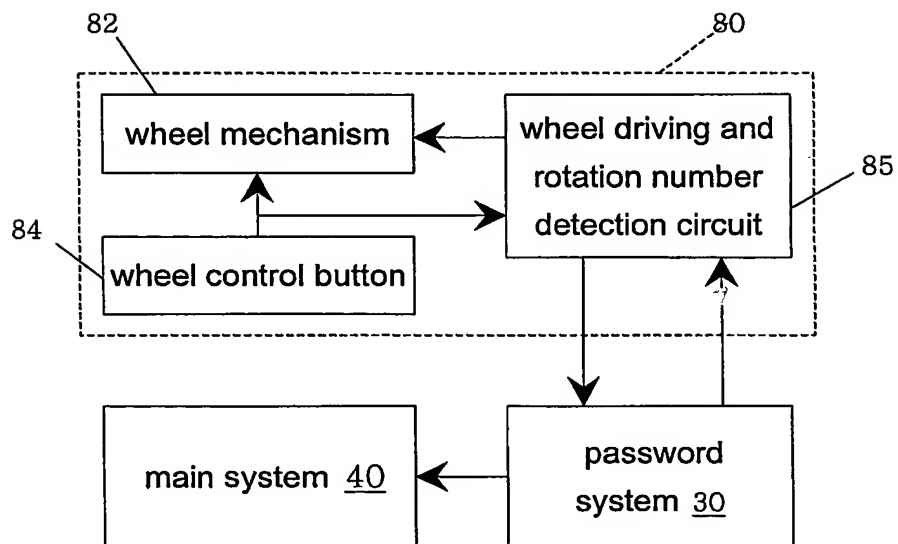 82
80
wheel mechanism
wheel driving and
rotation number
detection circuit
85
84
wheel control button
main system 40
password
system 30